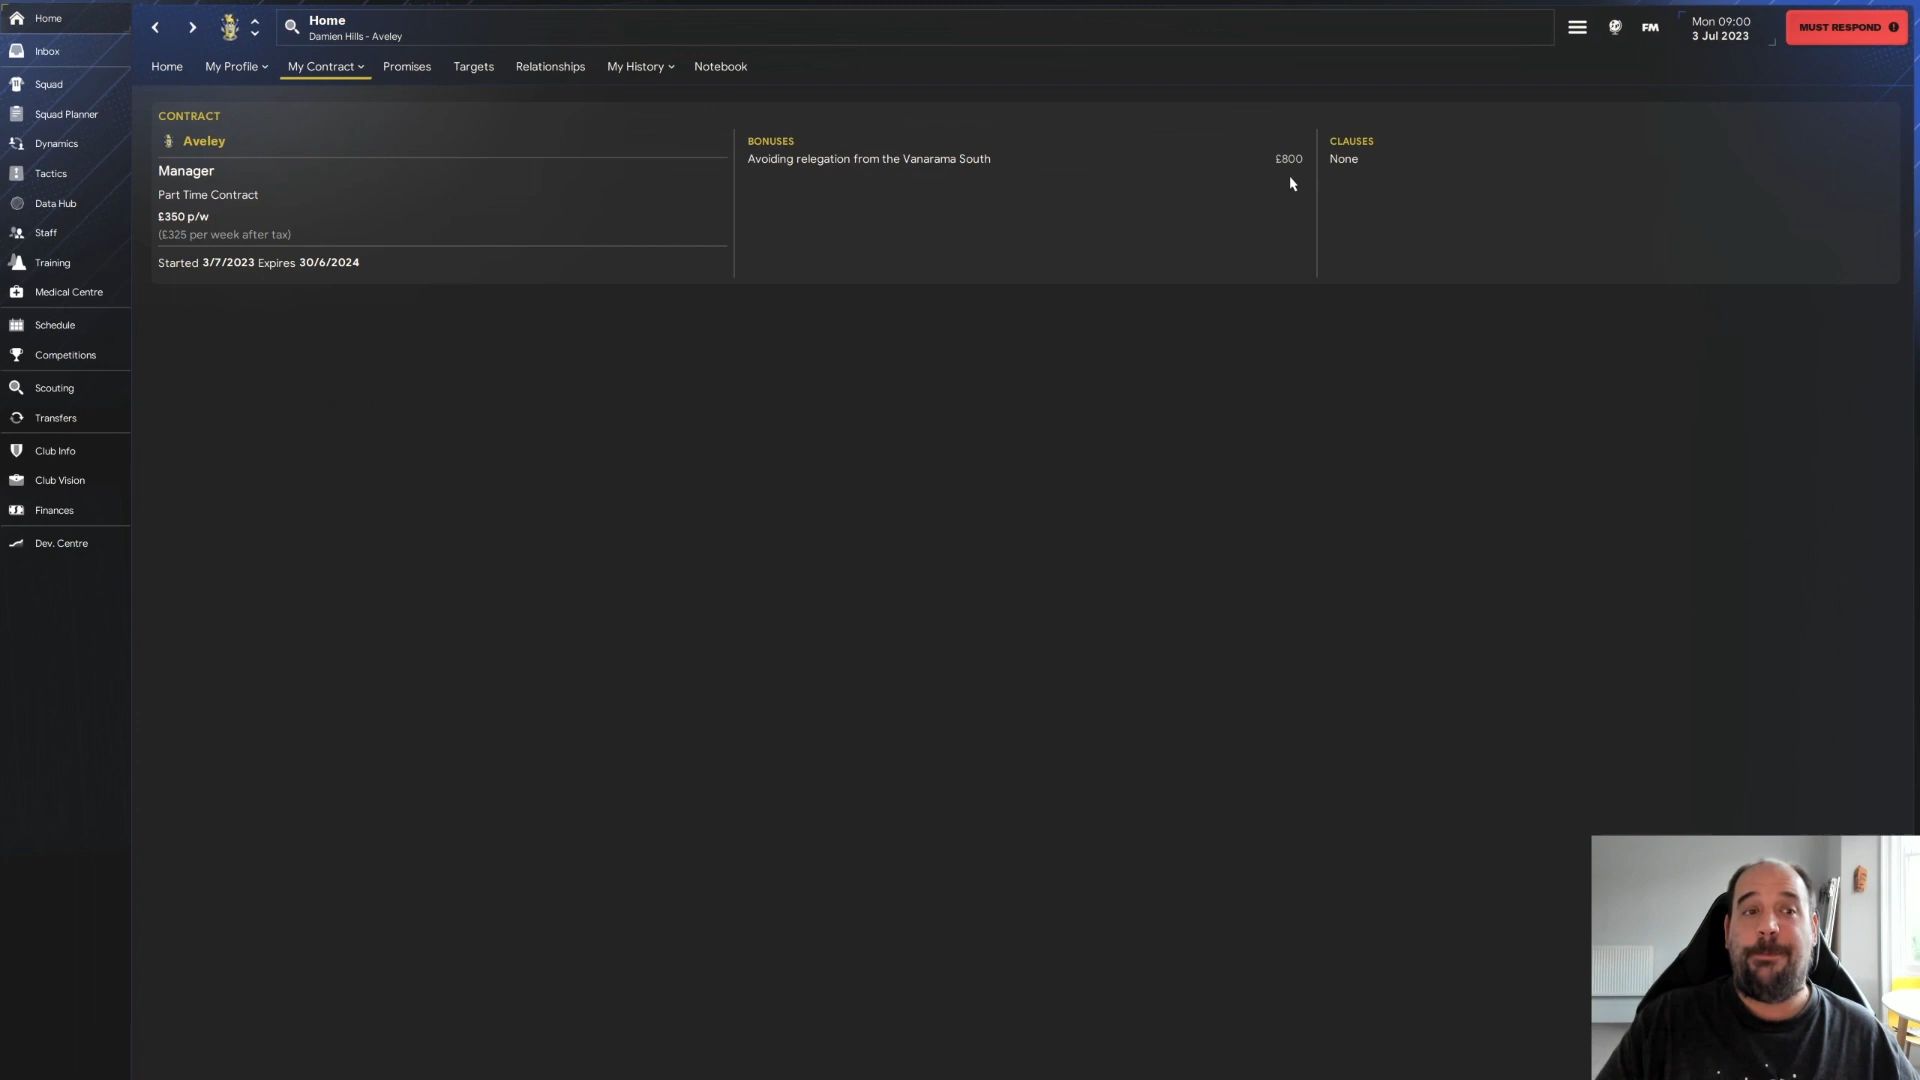 Home
Inbox
Squad
Squad Planner
Dynamics
Tactics
Data Hub
Staff
Training
Medical Centre
Schedule
Competitions
Scouting
Transfers
Club Info
Club Vision
Finances
Dev. Centre
Home
Damien Hills - Aveley
FM
Mon 09:00
3 Jul 2023
MUST RESPOND
Home My Profile My Contract Promises Targets Relationships My History Notebook
CONTRACT
Aveley
Manager
Part Time Contract
£350 p/w
(£325 per week after tax)
Started 3/7/2023 Expires 30/6/2024
BONUSES
Avoiding relegation from the Vanarama South £800
CLAUSES
None